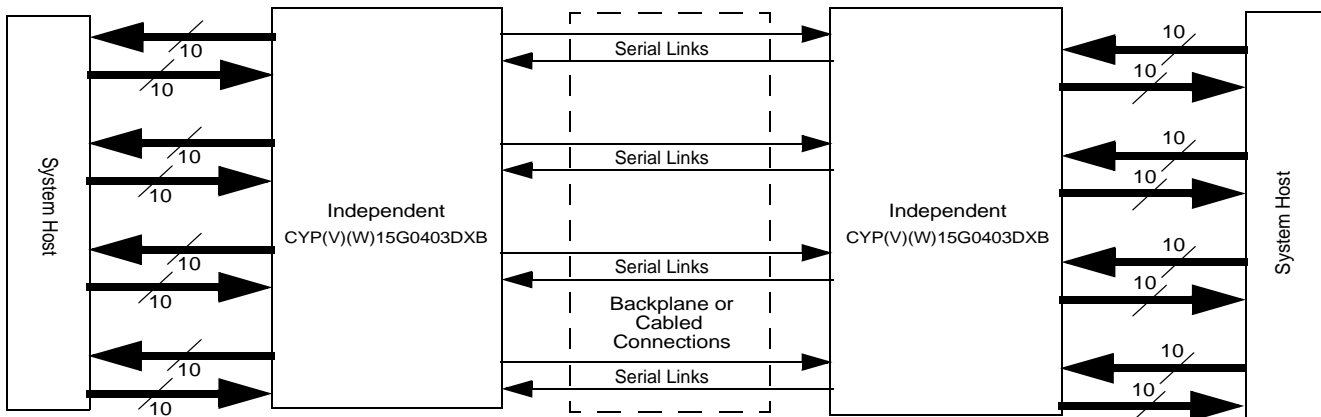 System Host
10
10
10
10
10
10
10
10
Independent
CYP(V)(W)15G0403DXB
Serial Links
Serial Links
Serial Links
Backplane or
Cabled
Connections
Serial Links
Independent
CYP(V)(W)15G0403DXB
10
10
10
10
10
10
10
10
System Host